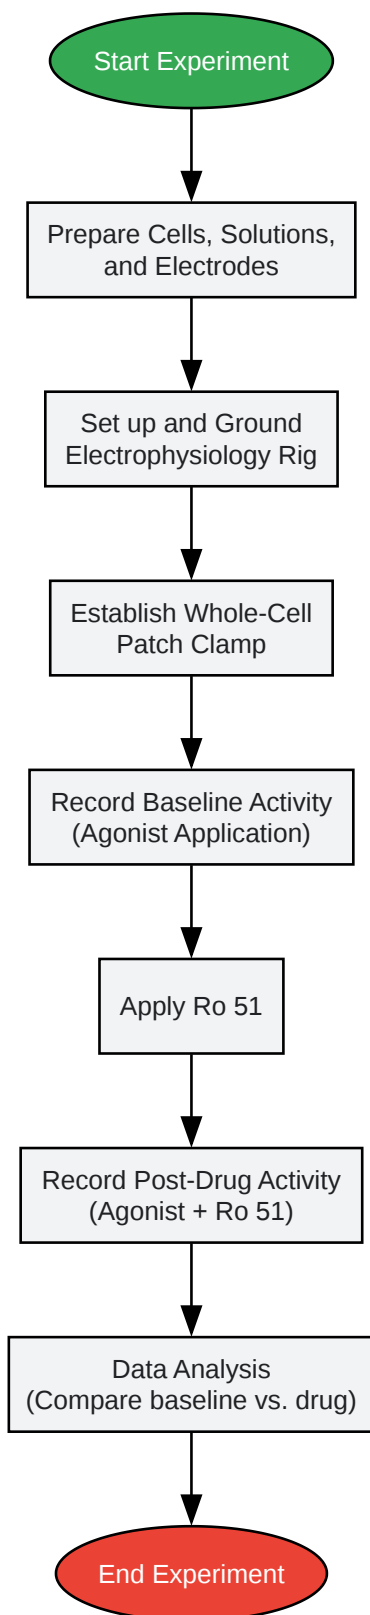 Start Experiment
Prepare Cells, Solutions,
and Electrodes
Set up and Ground
Electrophysiology Rig
Establish Whole-Cell
Patch Clamp
Record Baseline Activity
(Agonist Application)
Apply Ro 51
Record Post-Drug Activity
(Agonist + Ro 51)
Data Analysis
(Compare baseline vs. drug)
End Experiment